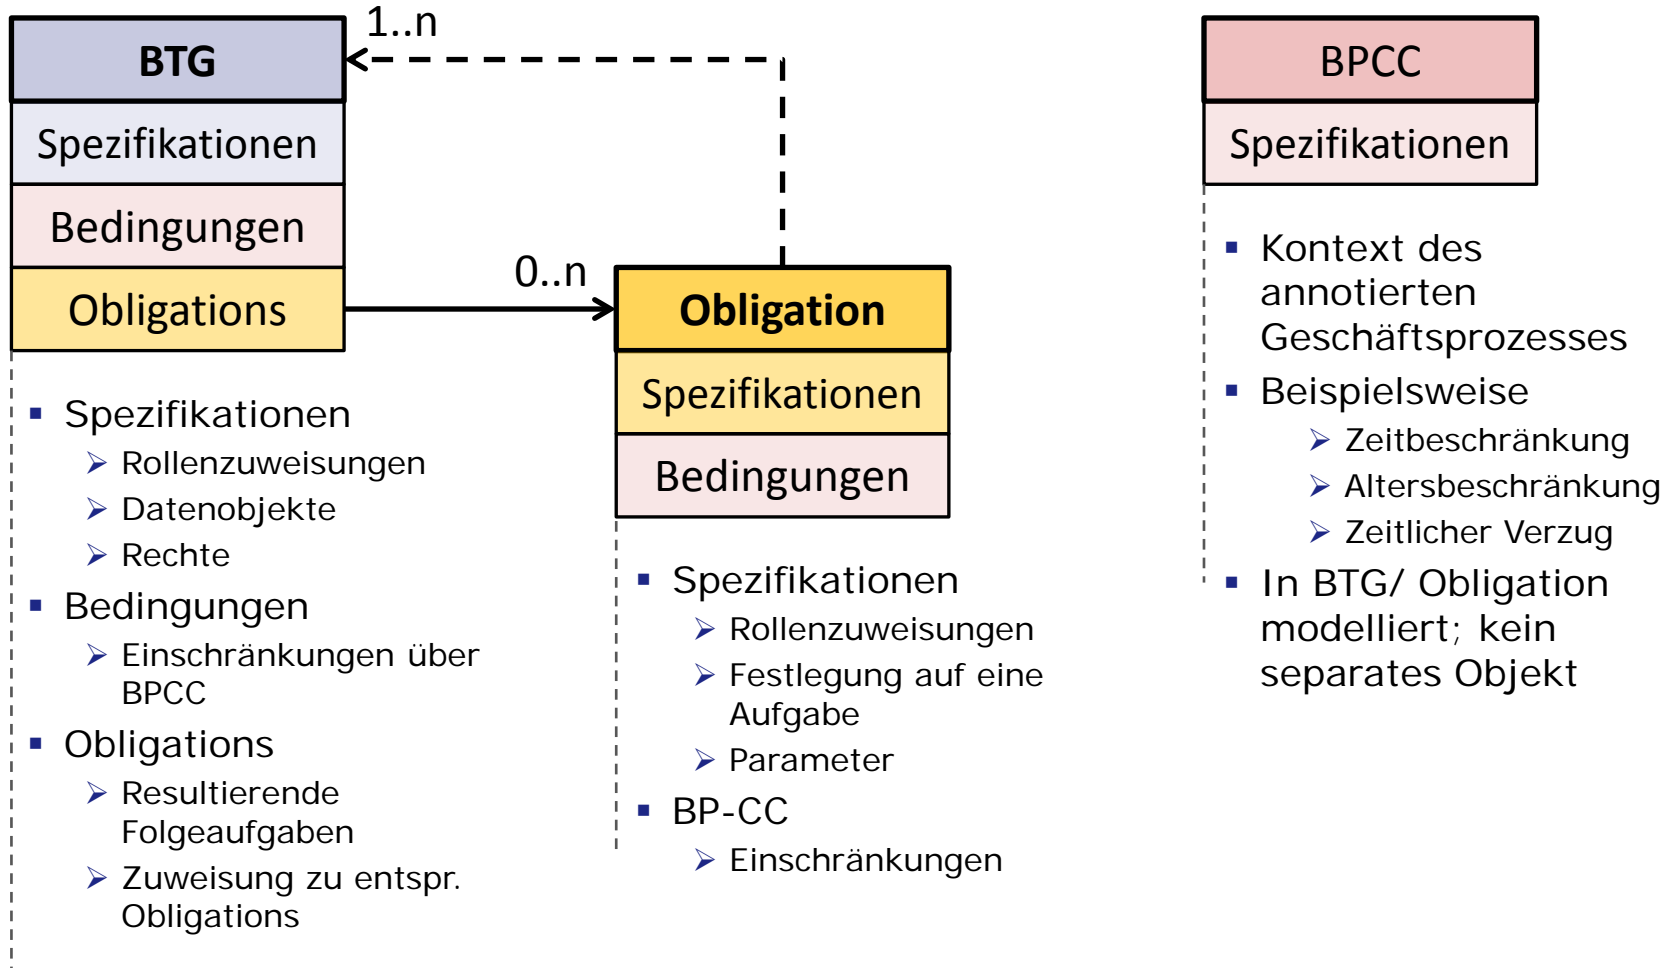 1..n
BTG
Spezifikationen
Bedingungen
Obligations
0..n
Obligation
Spezifikationen
Bedingungen
BPCC
Spezifikationen
Spezifikationen
Rollenzuweisungen
Datenobjekte
Rechte
Bedingungen
Einschränkungen über
BPCC
Obligations
Resultierende
Folgeaufgaben
Zuweisung zu entspr.
Obligations
Spezifikationen
Rollenzuweisungen
Festlegung auf eine
Aufgabe
Parameter
BP-CC
Einschränkungen
Kontext des
annotierten
Geschäftsprozesses
Beispielsweise
Zeitbeschränkung
Altersbeschränkung
Zeitlicher Verzug
In BTG/ Obligation
modelliert; kein
separates Objekt